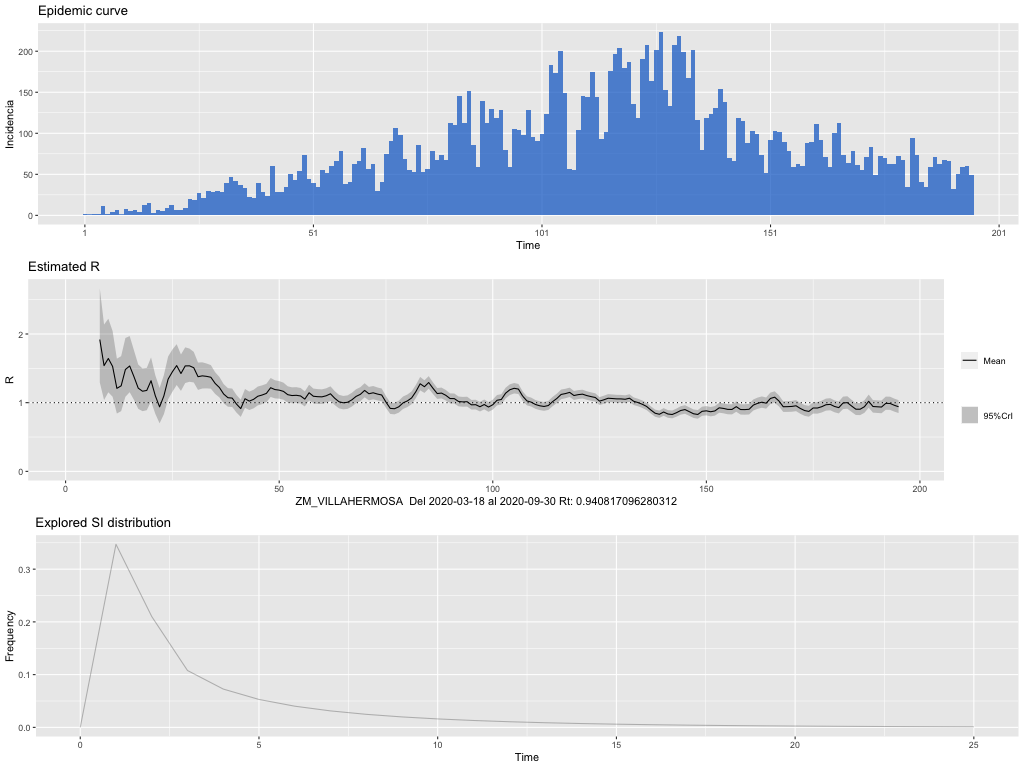 Epidemic curve
Incidencia
200
150
100
50
0
1
51
101
151
201
Time
Estimated R
R
2
1
0
0
50
100
150
200
Mean
95%CrI
ZM_VILLAHERMOSA  Del 2020-03-18 al 2020-09-30 Rt: 0.940817096280312
Explored SI distribution
Frequency
0.3
0.2
0.1
0.0
0
5
10
15
20
25
Time